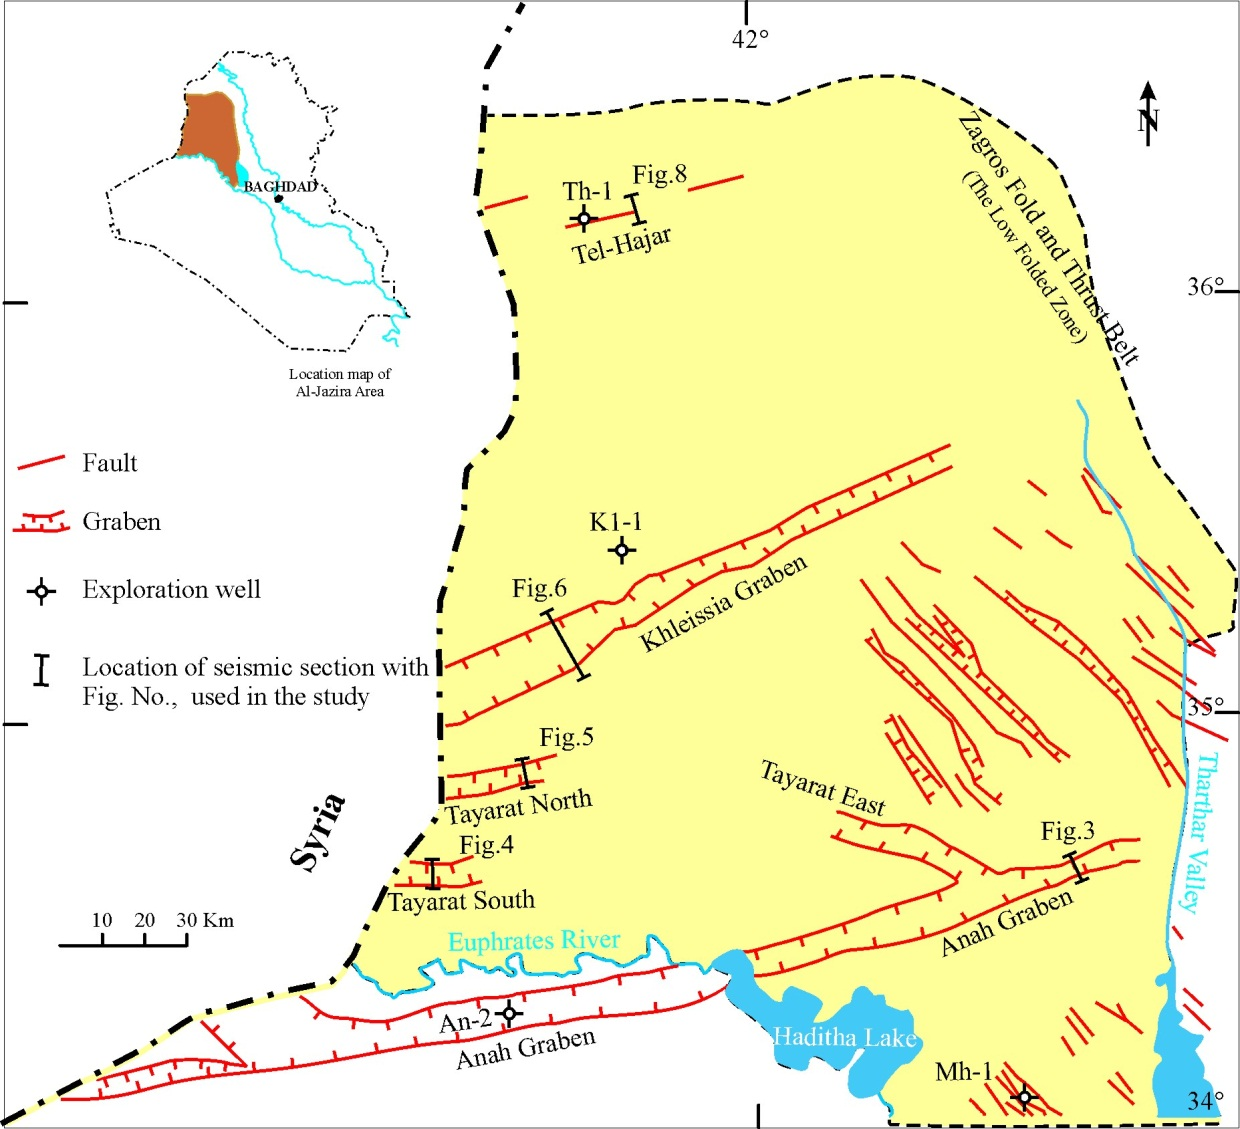 42°
N
Zagros Fold and Thrust Belt
(The Low Folded Zone)
BAGHDAD
Location map of
Al-Jazira Area
Th-1
Fig.8
Tel-Hajar
36°
Fault
Graben
Exploration well
Location of seismic section with
Fig. No., used in the study
K1-1
Fig.6
Khleissia Graben
35°
Fig.5
Tayarat North
Tayarat East
Fig.4
Tayarat South
Fig.3
Anah Graben
Syria
Tharthar Valley
10 20 30 Km
Euphrates River
An-2
Anah Graben
Haditha Lake
Mh-1
34°